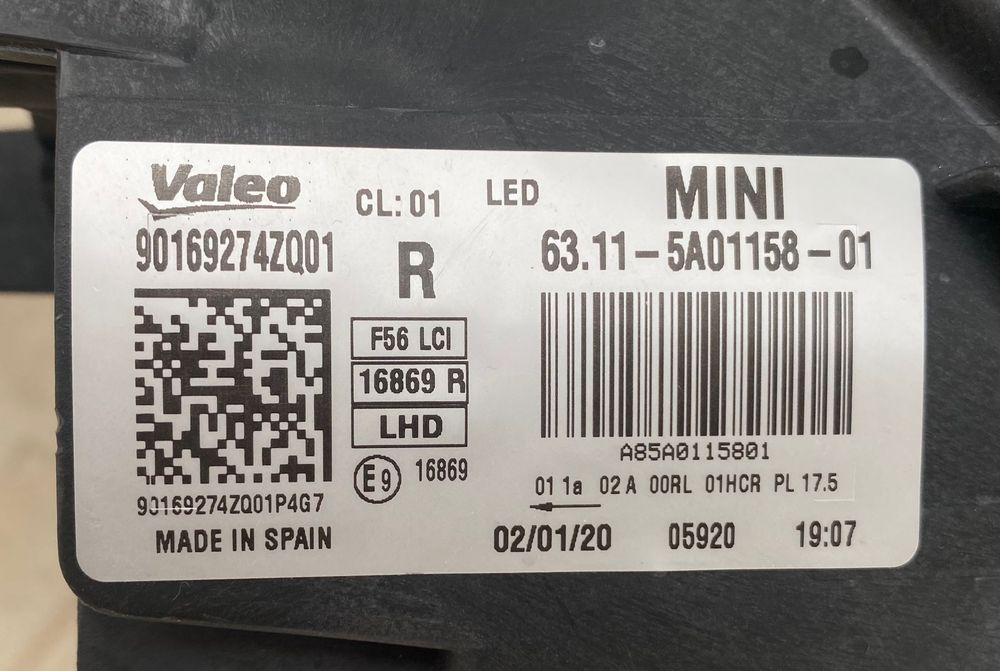 Valeo
CL: 01
LED
MINI
90169274ZQ01
R
63.11-5A01158-01
F56 LCI
16869 R
LHD
E9 16869
A85A0115801
01 1a 02 A 00RL 01HCR PL 17.5
90169274ZQ01P4G7
MADE IN SPAIN
02/01/20 05920 19:07